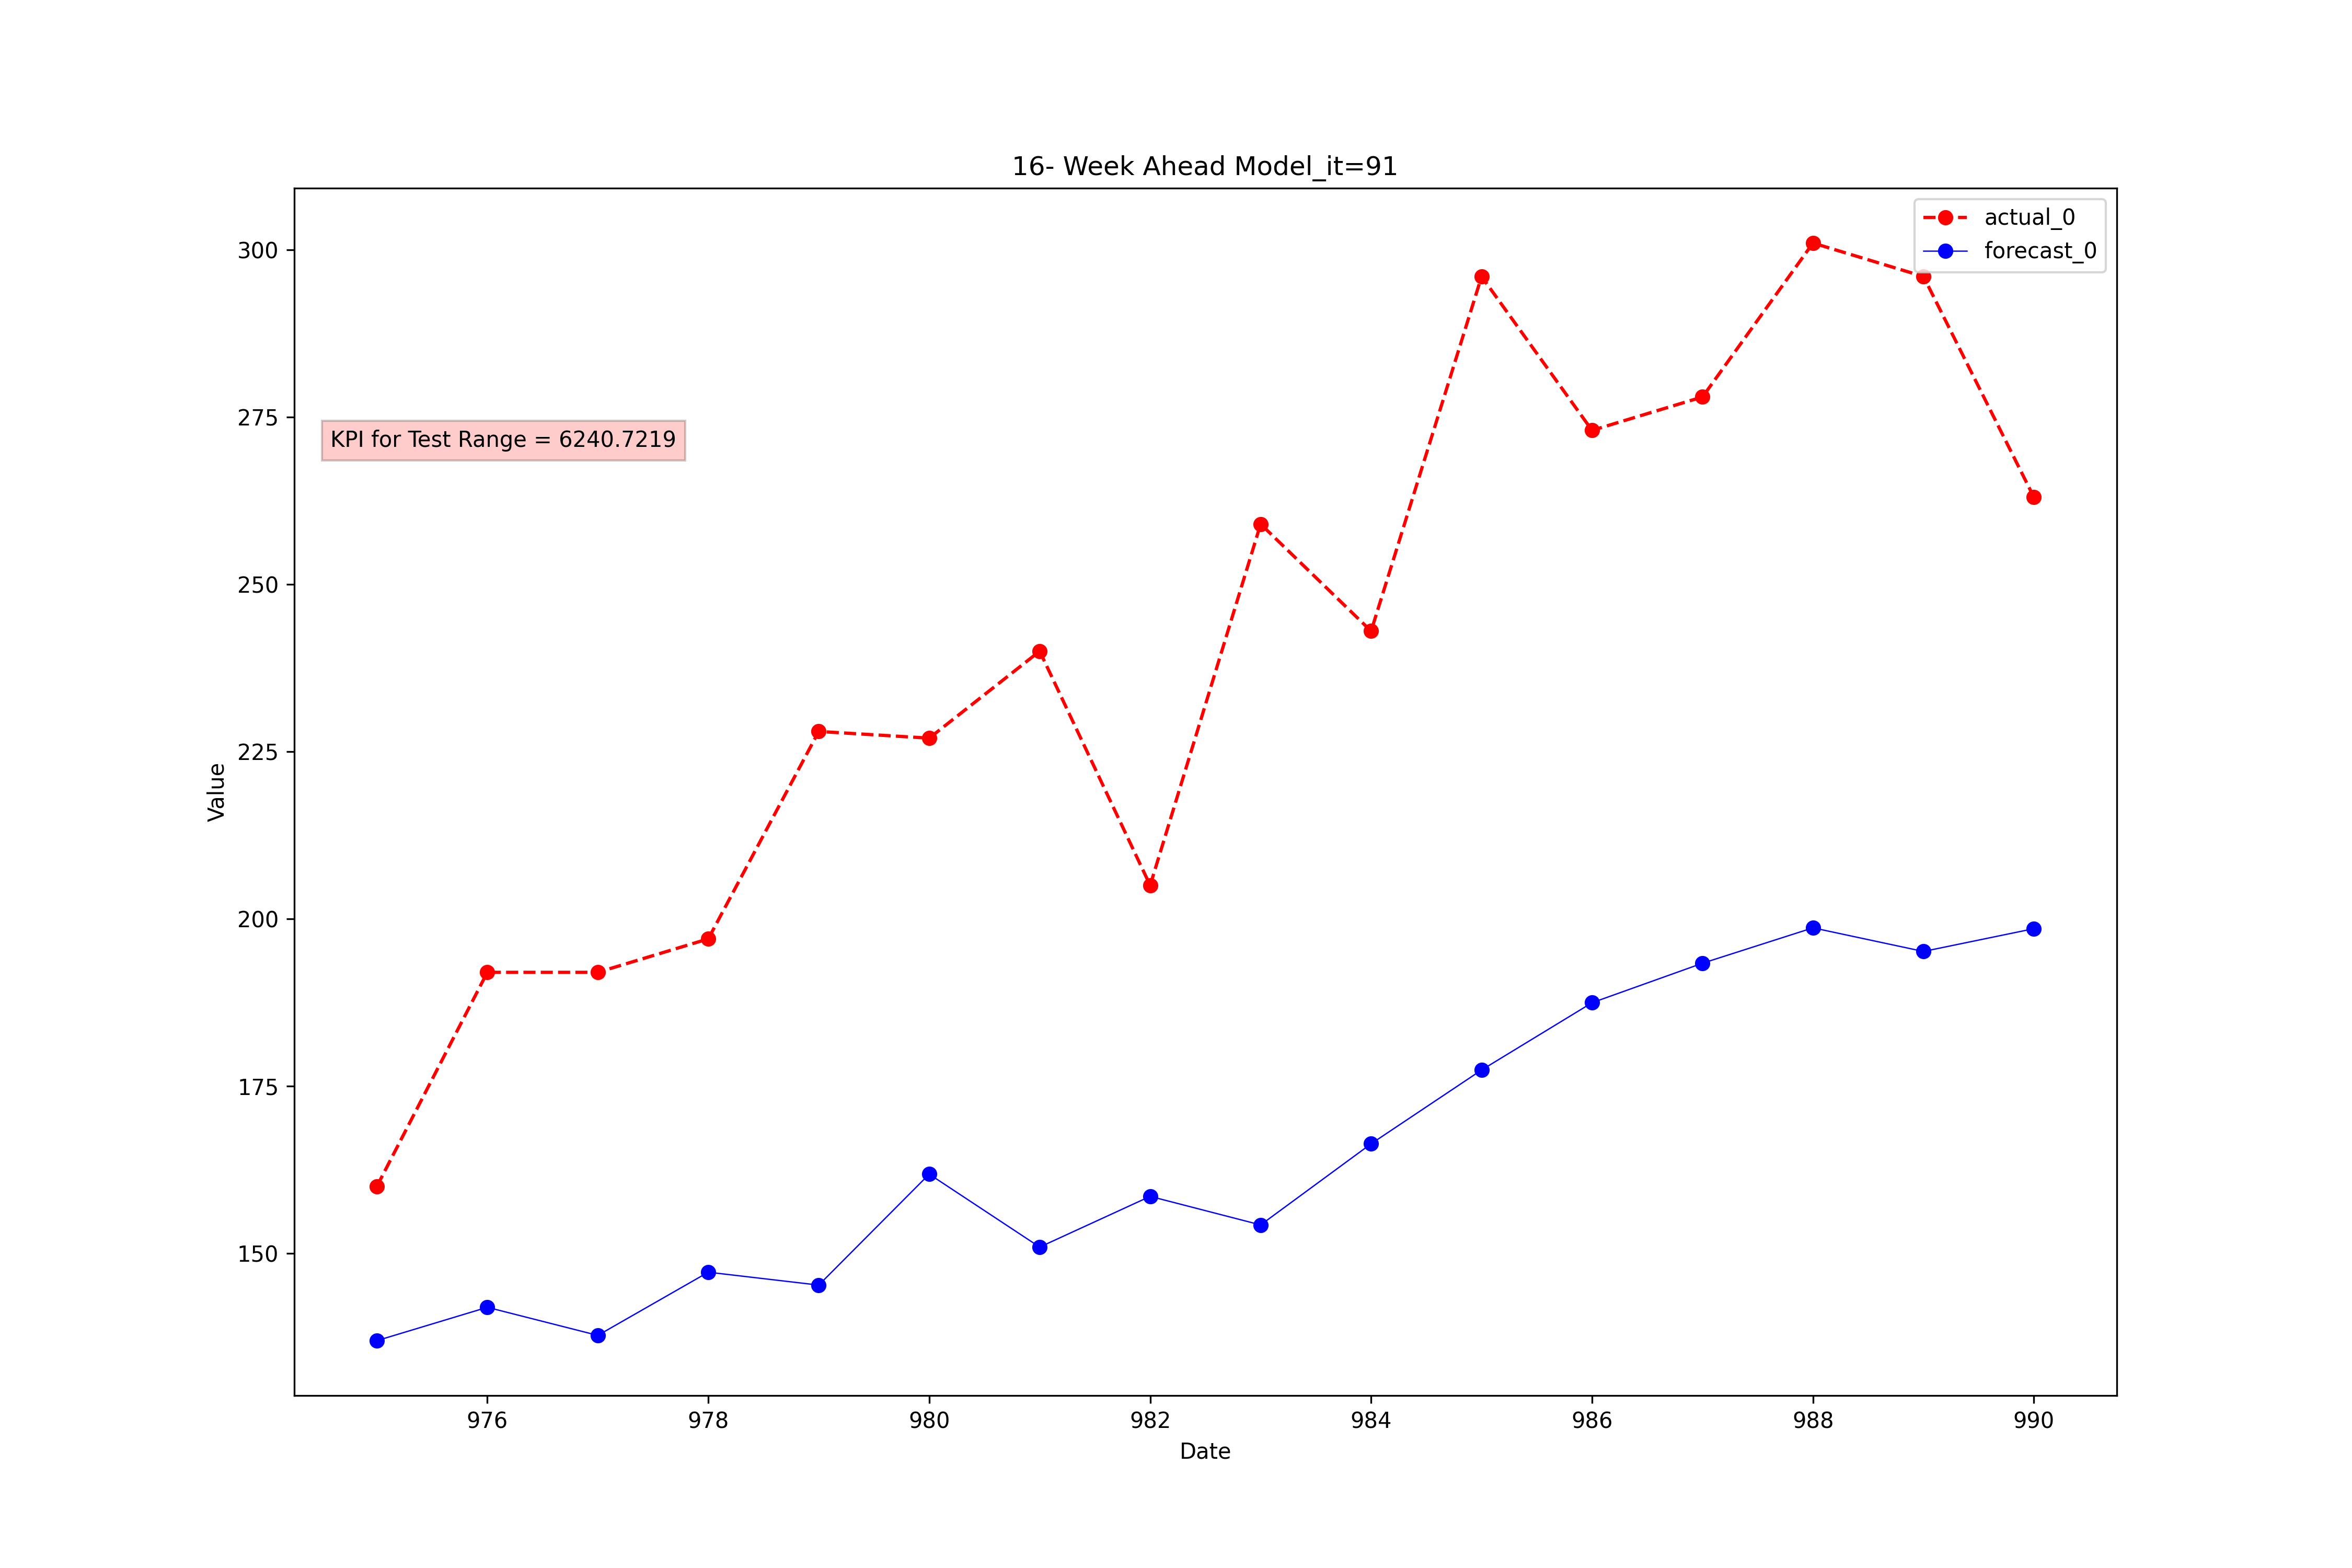 16- Week Ahead Model_it=91
actual_0
forecast_0
KPI for Test Range = 6240.7219
Value
300
275
250
225
200
175
150
976 978 980 982 984 986 988 990
Date